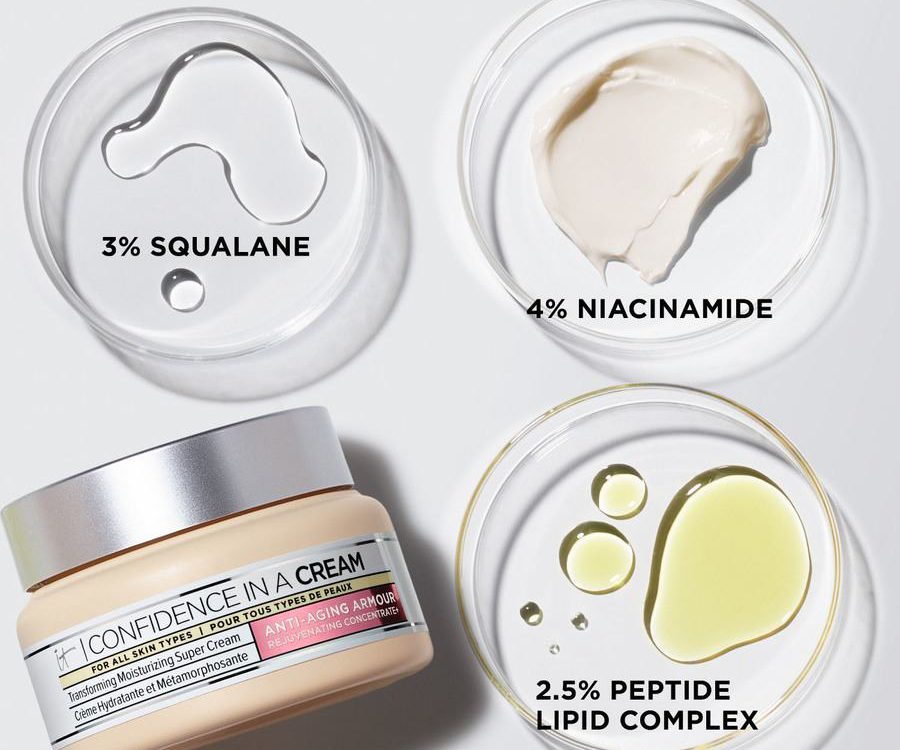 3% SQUALANE
4% NIACINAMIDE
it | CONFIDENCE IN A CREAM
FOR ALL SKIN TYPES | POUR TOUS TYPES DE PEAUX
Transforming Moisturizing Super Cream
Crème Hydratante et Métamorphosante
ANTI-AGING ARMOUR
REJUVENATING CONCENTRATE+
2.5% PEPTIDE
LIPID COMPLEX